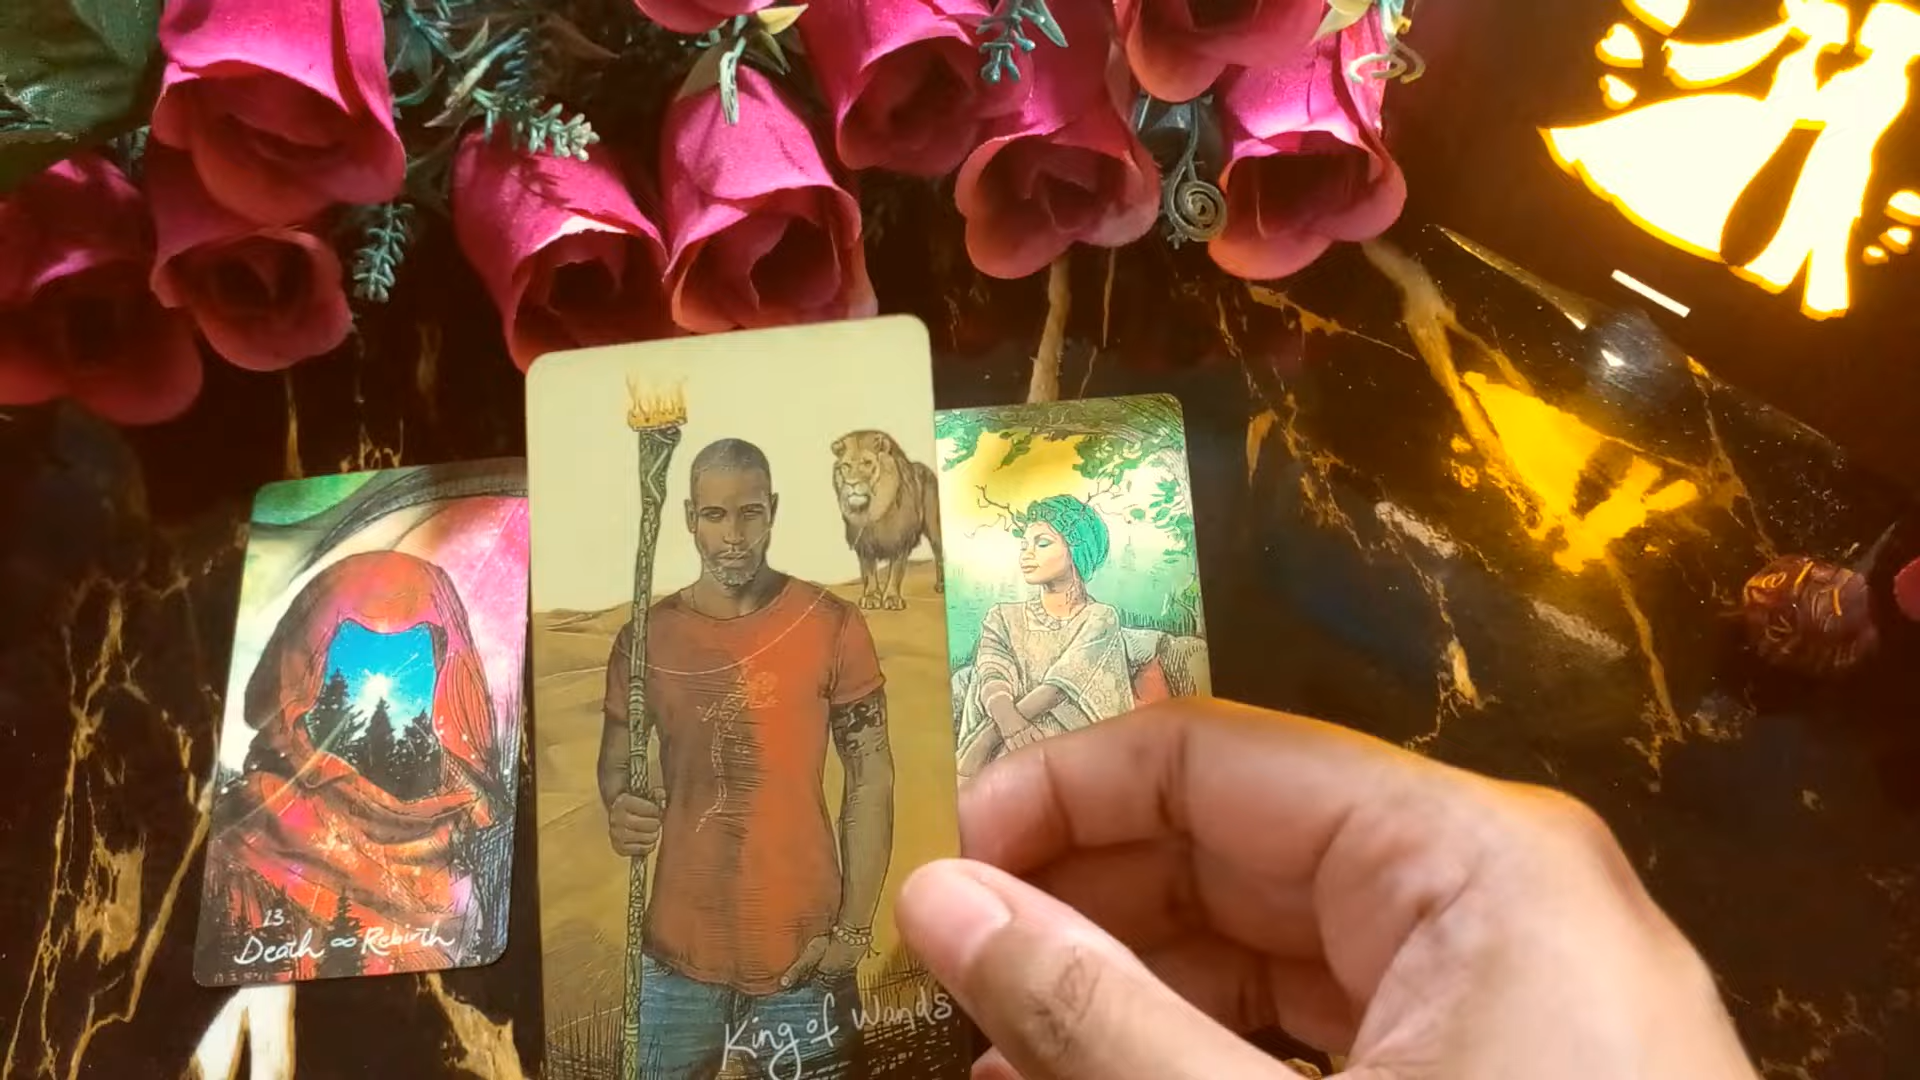 13
Death ∞ Rebirth
King of Wands